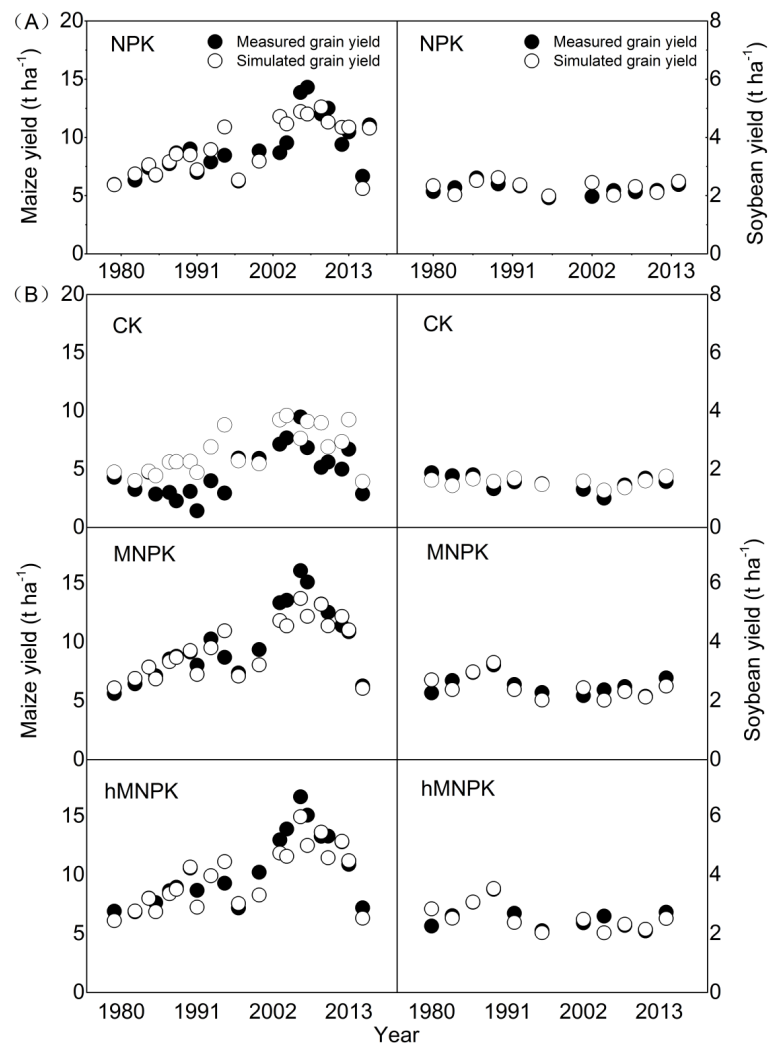 (A)
20
15
10
5
0
Maize yield (t ha-1)
NPK
Measured grain yield
Simulated grain yield
NPK
Measured grain yield
Simulated grain yield
8
6
4
2
0
Soybean yield (t ha-1)
1980 1991 2002 2013 1980 1991 2002 2013
(B)
20
15
10
5
0
CK
CK
8
6
4
2
0
15
10
5
0
Maize yield (t ha-1)
MNPK
MNPK
6
4
2
0
Soybean yield (t ha-1)
15
10
5
0
hMNPK
hMNPK
6
4
2
0
1980 1991 2002 2013 1980 1991 2002 2013
Year